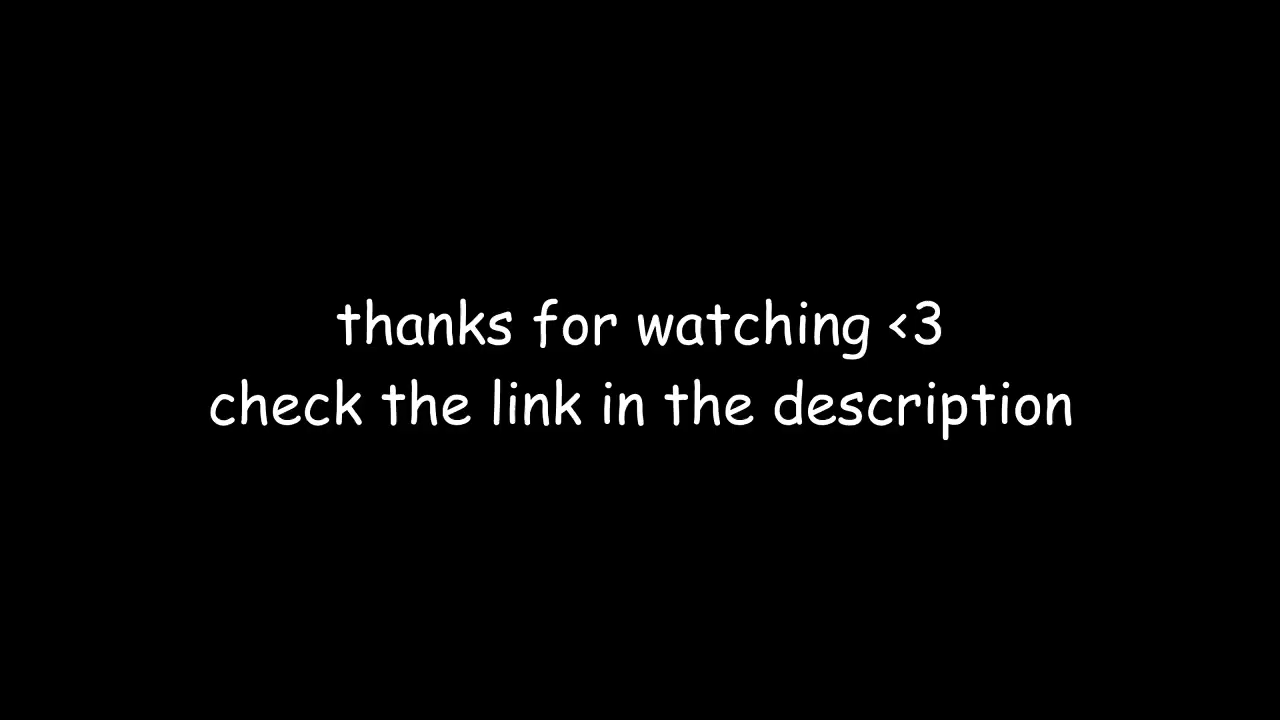 thanks for watching <3
check the link in the description